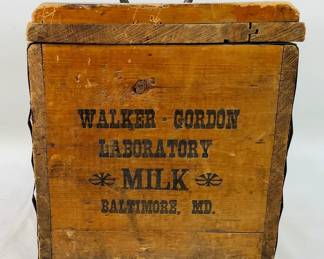 WALKER - GORDON
LABORATORY
MILK
BALTIMORE, MD.